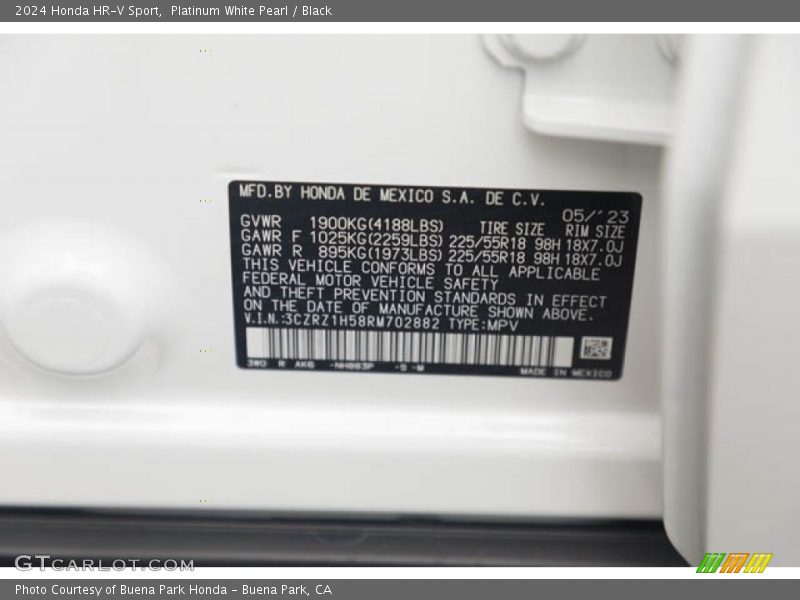 2024 Honda HR-V Sport, Platinum White Pearl / Black
MFD.BY HONDA DE MEXICO S.A. DE C.V.
05/'23
GVWR 1900KG(4188LBS) TIRE SIZE RIM SIZE
GAWR F 1025KG(2259LBS) 225/55R18 98H 18X7.0J
GAWR R 895KG(1973LBS) 225/55R18 98H 18X7.0J
THIS VEHICLE CONFORMS TO ALL APPLICABLE
FEDERAL MOTOR VEHICLE SAFETY
AND THEFT PREVENTION STANDARDS IN EFFECT
ON THE DATE OF MANUFACTURE SHOWN ABOVE.
V.I.N.:3CZRZ1H58RM702882 TYPE:MPV
3W0 R AK6 -NH883P -S -M MADE IN MEXICO
GTCARLOT.COM
Photo Courtesy of Buena Park Honda - Buena Park, CA